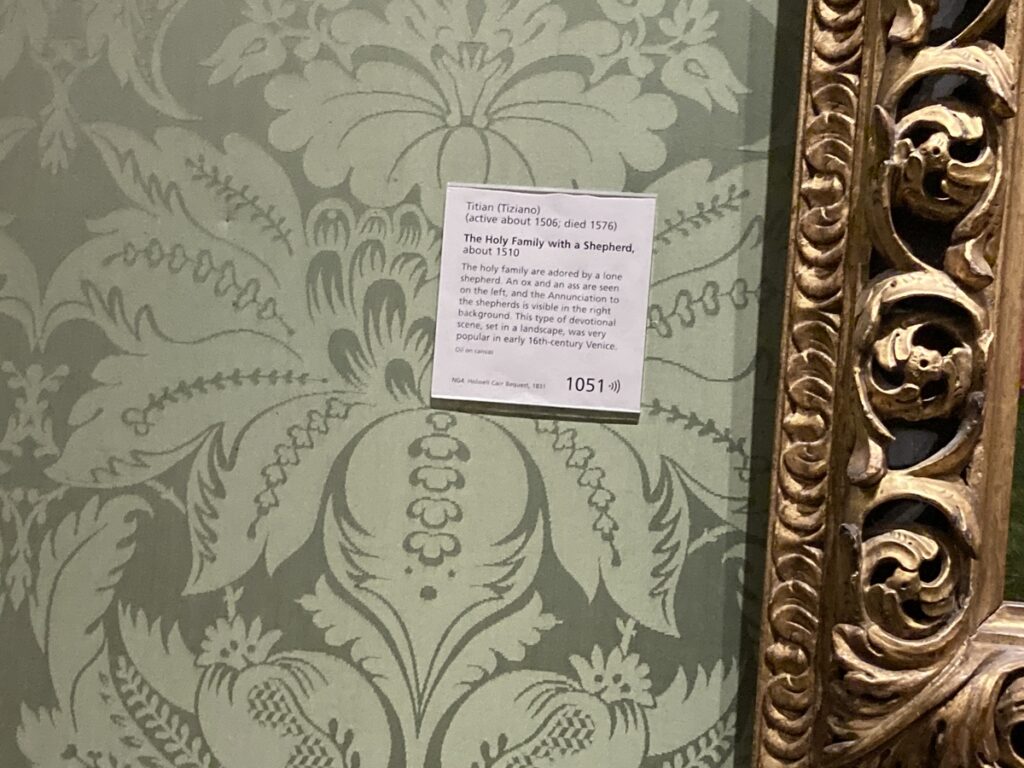 Titian (Tiziano)
(active about 1506; died 1576)
The Holy Family with a Shepherd,
about 1510
The holy family are adored by a lone
shepherd. An ox and an ass are seen
on the left, and the Annunciation to
the shepherds is visible in the right
background. This type of devotional
scene, set in a landscape, was very
popular in early 16th-century Venice.
Oil on canvas
NG4. Holwell Carr Bequest, 1831
1051